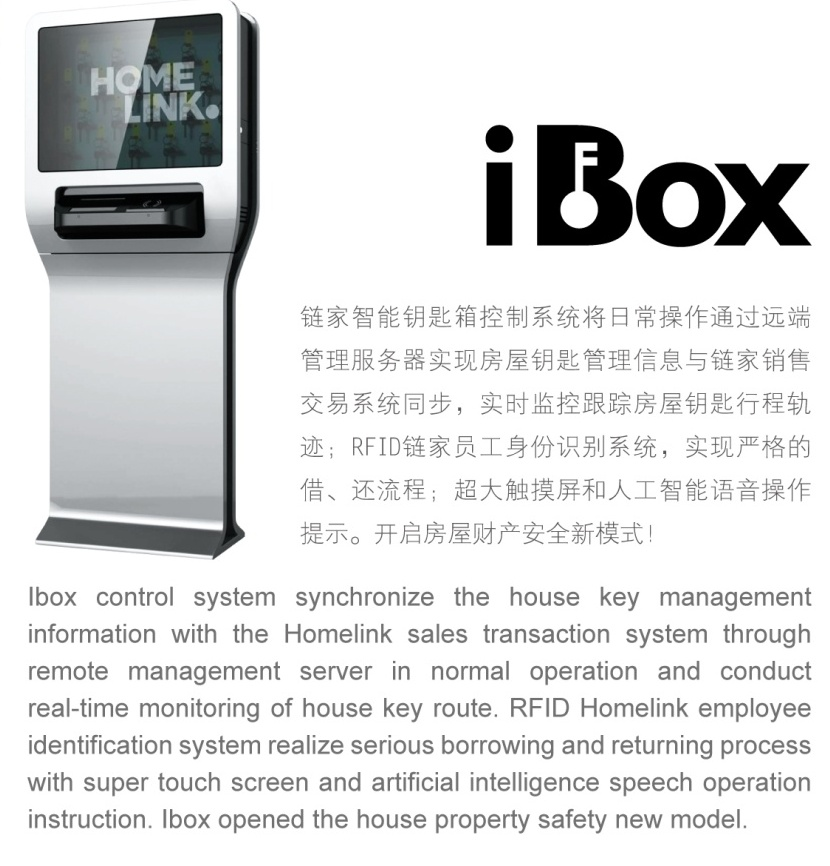 HOME
LINK.
iBox
链家智能钥匙箱控制系统将日常操作通过远端
管理服务器实现房屋钥匙管理信息与链家销售
交易系统同步，实时监控跟踪房屋钥匙行程轨
迹；RFID链家员工身份识别系统，实现严格的
借、还流程；超大触摸屏和人工智能语音操作
提示。开启房屋财产安全新模式！
Ibox control system synchronize the house key management
information with the Homelink sales transaction system through
remote management server in normal operation and conduct
real-time monitoring of house key route. RFID Homelink employee
identification system realize serious borrowing and returning process
with super touch screen and artificial intelligence speech operation
instruction. Ibox opened the house property safety new model.